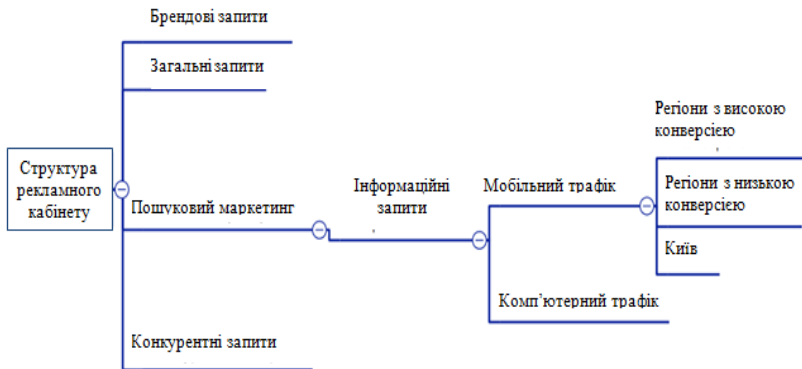 Брендові запити
Загальні запити
Структура
рекламного
кабінету
Пошуковий маркетинг
Конкурентні запити
Інформаційні
запити
Мобільний трафік
Комп’ютерний трафік
Регіони з високою
конверсією
Регіони з низькою
конверсією
Київ